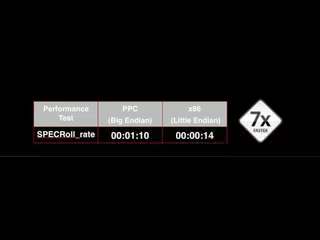 Performance
Test
PPC
(Big Endian)
x86
(Little Endian)
SPECRoll_rate
00:01:10
00:00:14
7x
FASTER